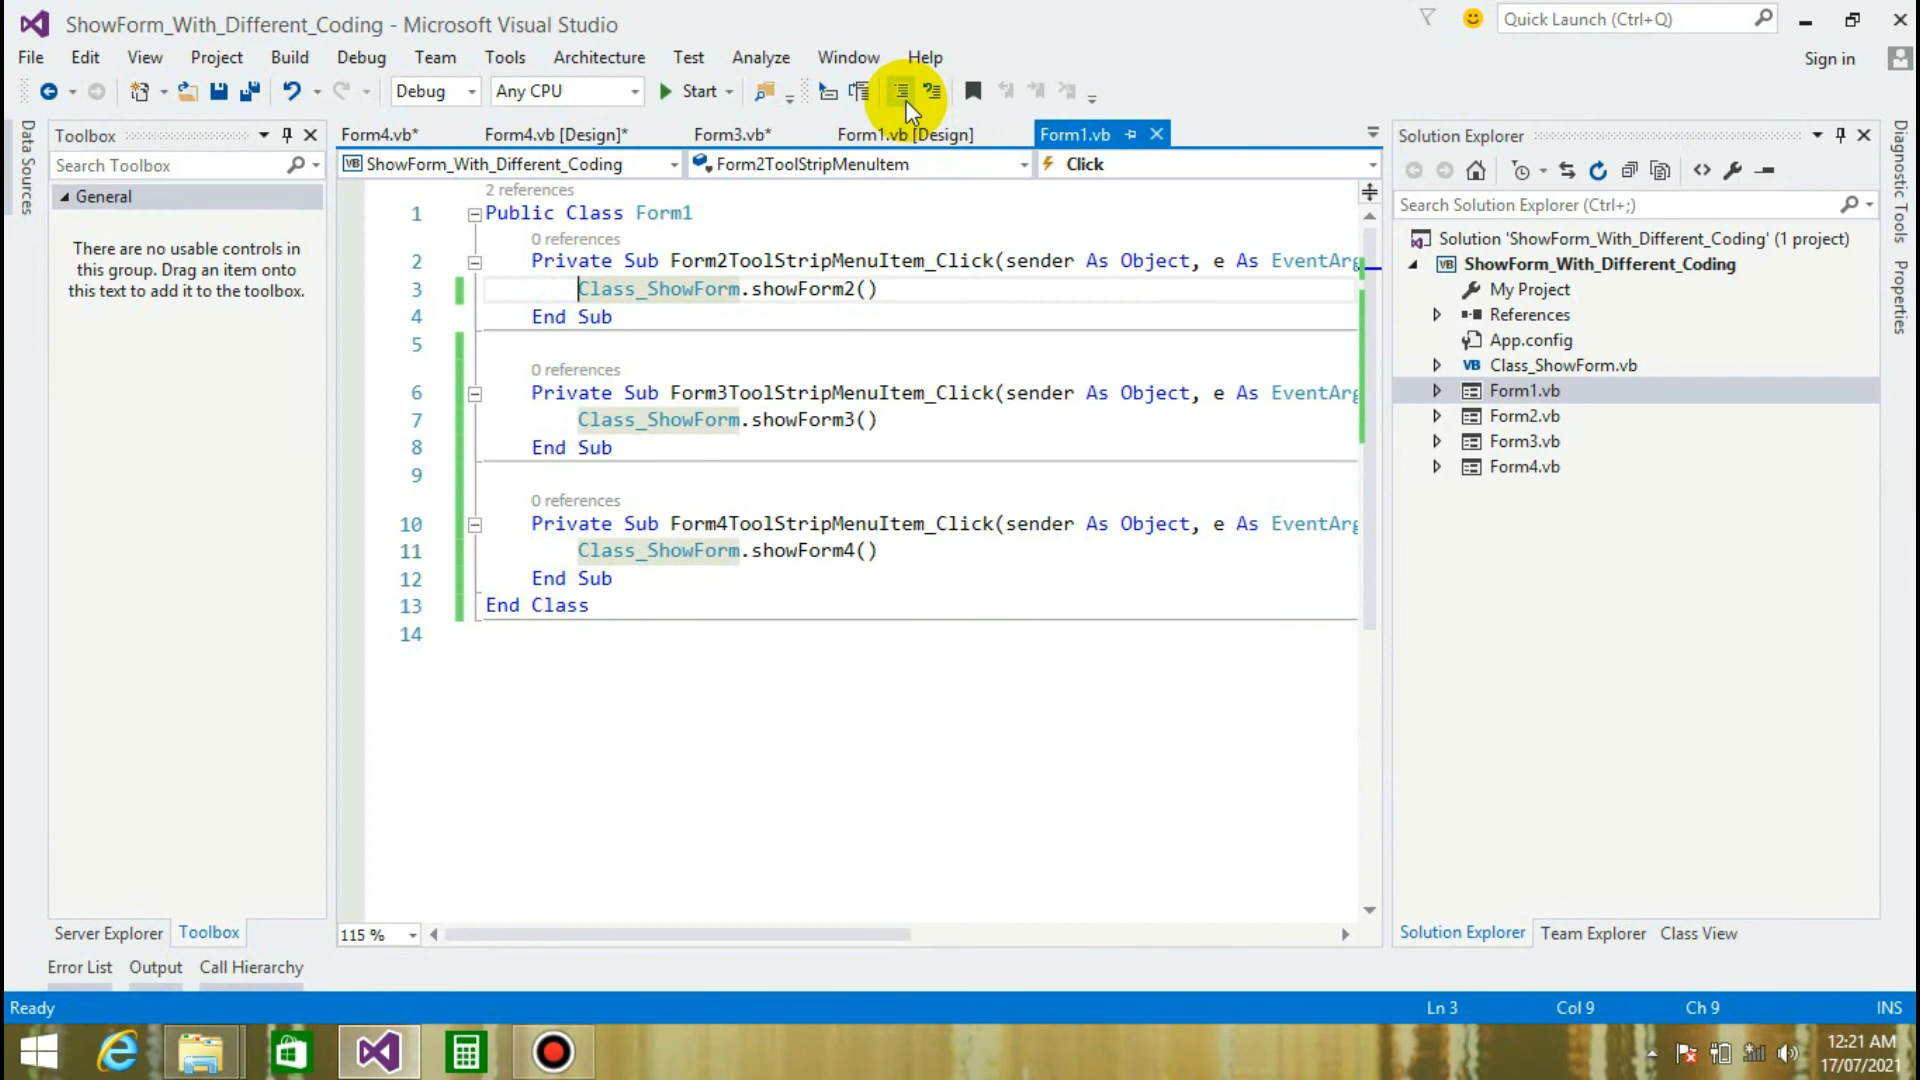 ShowForm_With_Different_Coding - Microsoft Visual Studio
Quick Launch (Ctrl+Q)
File Edit View Project Build Debug Team Tools Architecture Test Analyze Window Help
Sign in
Debug Any CPU Start
Data Sources
Toolbox
Search Toolbox
General
There are no usable controls in
this group. Drag an item onto
this text to add it to the toolbox.
Server Explorer Toolbox
Form4.vb* Form4.vb [Design]* Form3.vb* Form1.vb [Design] Form1.vb
ShowForm_With_Different_Coding Form2ToolStripMenuItem Click
2 references
1 Public Class Form1
0 references
2 Private Sub Form2ToolStripMenuItem_Click(sender As Object, e As EventArg
3 Class_ShowForm.showForm2()
4 End Sub
5
0 references
6 Private Sub Form3ToolStripMenuItem_Click(sender As Object, e As EventArg
7 Class_ShowForm.showForm3()
8 End Sub
9
0 references
10 Private Sub Form4ToolStripMenuItem_Click(sender As Object, e As EventArg
11 Class_ShowForm.showForm4()
12 End Sub
13 End Class
14
115 %
Solution Explorer
Search Solution Explorer (Ctrl+;)
Solution 'ShowForm_With_Different_Coding' (1 project)
VB ShowForm_With_Different_Coding
My Project
References
App.config
VB Class_ShowForm.vb
Form1.vb
Form2.vb
Form3.vb
Form4.vb
Solution Explorer Team Explorer Class View
Diagnostic Tools
Properties
Error List Output Call Hierarchy
Ready Ln 3 Col 9 Ch 9 INS
12:21 AM
17/07/2021